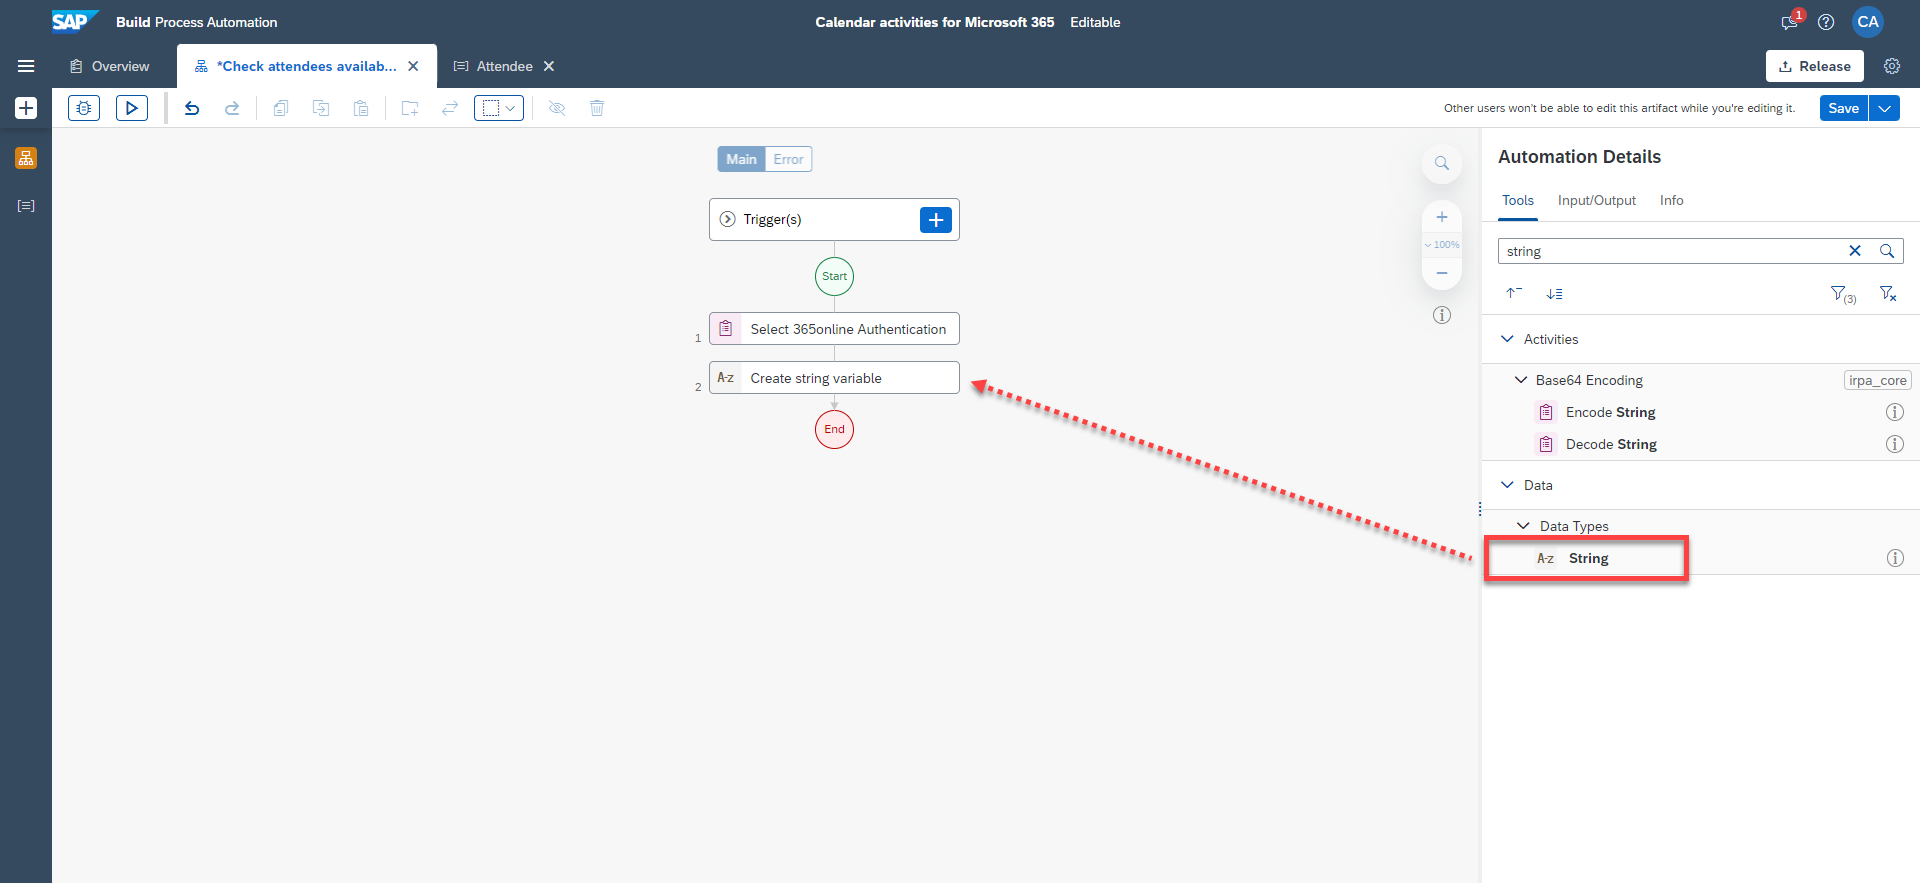 SAP Build Process Automation
Calendar activities for Microsoft 365 Editable
1
CA
Overview
*Check attendees availab...
Attendee
Release
Other users won't be able to edit this artifact while you're editing it.
Save
Main Error
Trigger(s)
Start
1 Select 365online Authentication
2 A-z Create string variable
End
100%
Automation Details
Tools Input/Output Info
string
(3)
Activities
Base64 Encoding irpa_core
Encode String
Decode String
Data
Data Types
A-z String